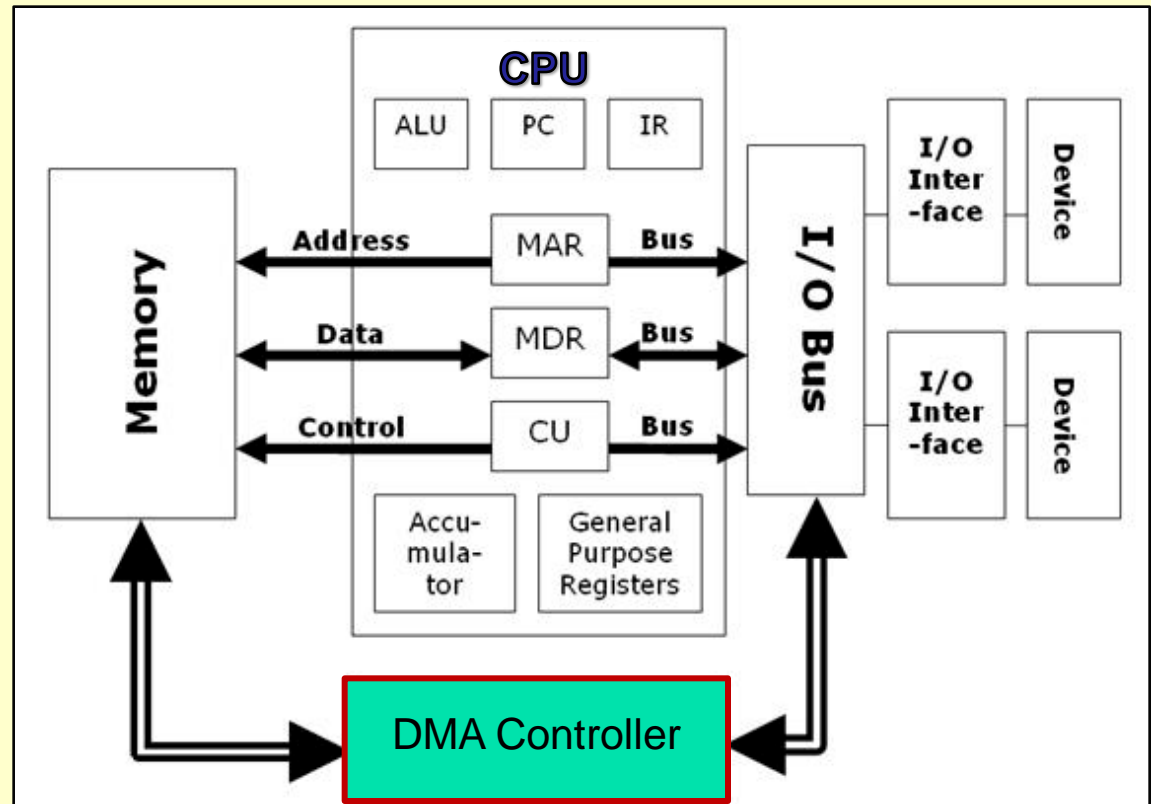 CPU
ALU PC IR
Address MAR Bus
Data MDR Bus
Control CU Bus
Accu-
mula-
tor
General
Purpose
Registers
Memory
I/O Bus
I/O
Inter
-face
Device
I/O
Inter
-face
Device
DMA Controller